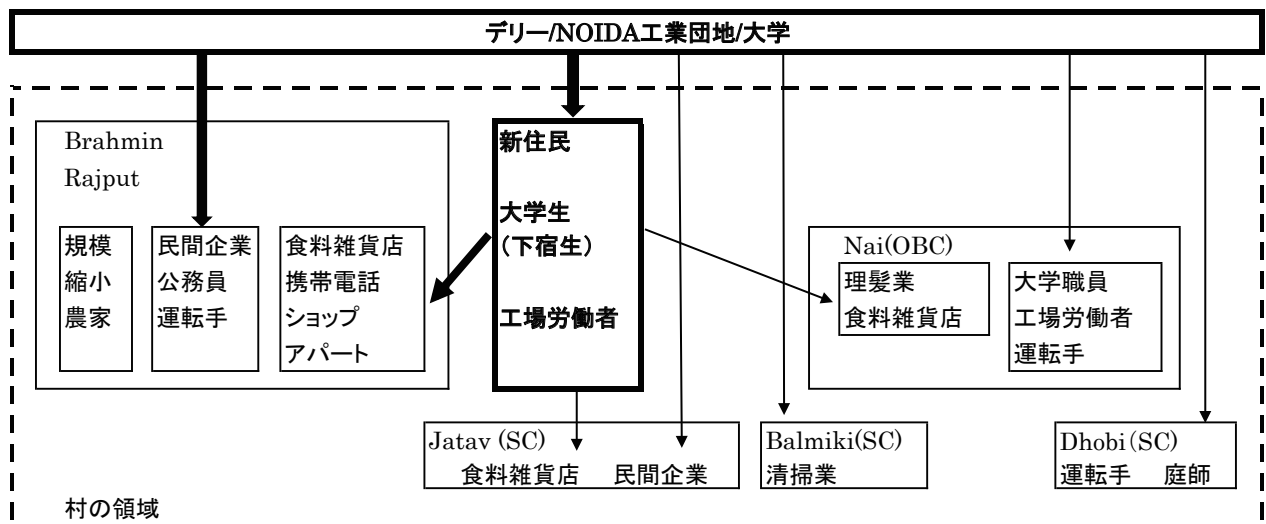 デリー/NOIDA工業団地/大学
Brahmin
Rajput
規模
縮小
農家
民間企業
公務員
運転手
食料雑貨店
携帯電話
ショップ
アパート
新住民
大学生
(下宿生)
工場労働者
Nai(OBC)
理髪業
食料雑貨店
大学職員
工場労働者
運転手
Jatav (SC)
食料雑貨店 民間企業
Balmiki(SC)
清掃業
Dhobi(SC)
運転手 庭師
村の領域